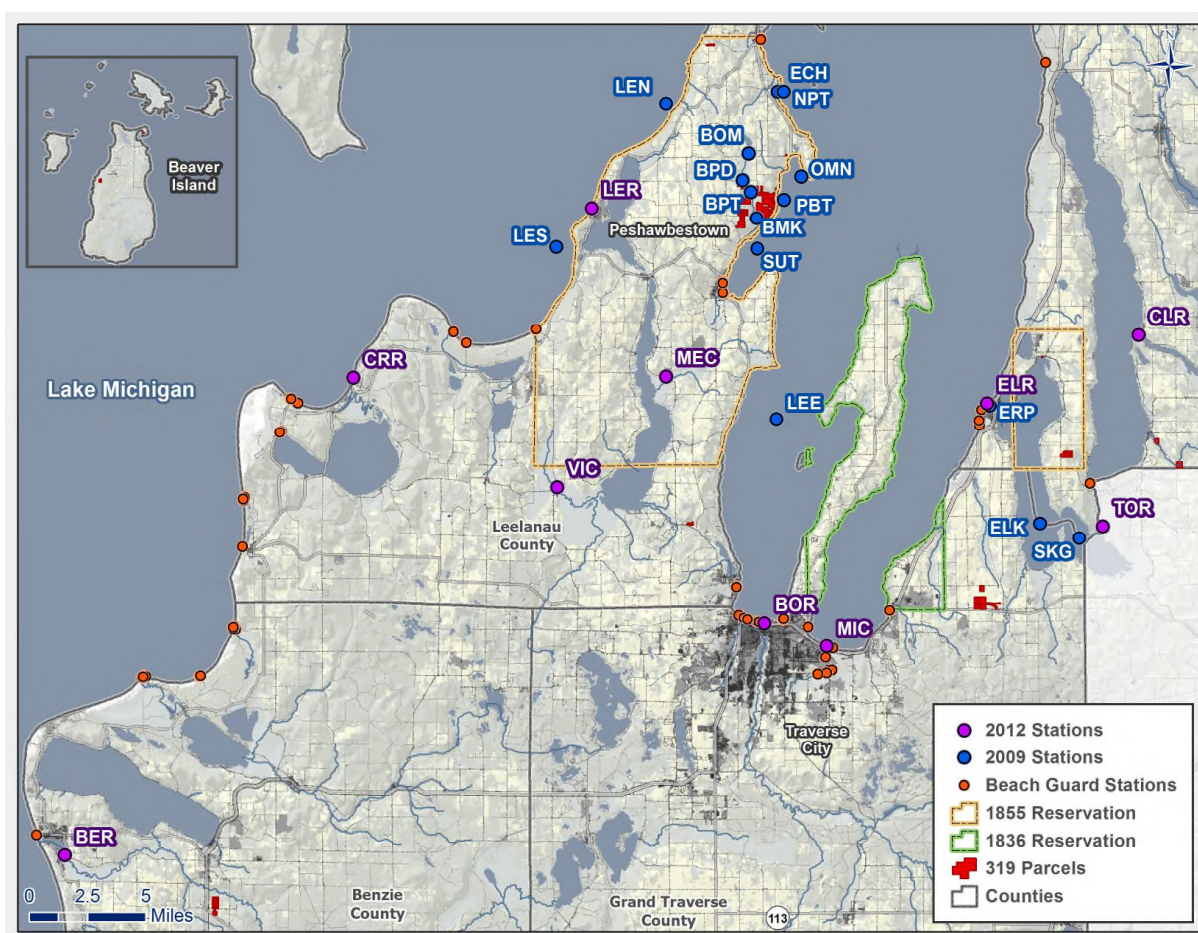 N
ECH
LEN
NPT
BOM
Beaver
Island
BPD
OMN
LER
BPT
PBT
BMK
Peshawbestown
LES
SUT
CLR
CRR
MEC
Lake Michigan
ELR
LEE
ERP
VIC
TOR
Leelanau
County
ELK
SKG
BOR
MIC
Traverse
City
2012 Stations
2009 Stations
Beach Guard Stations
1855 Reservation
1836 Reservation
319 Parcels
Counties
BER
0 2.5 5
Miles
Benzie
County
Grand Traverse
County
113